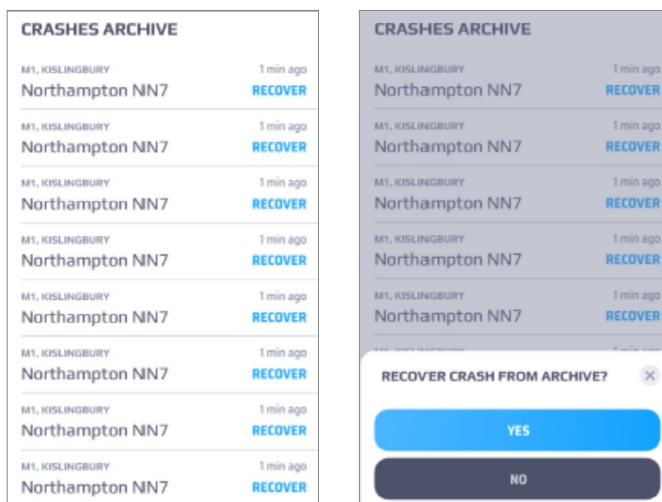 CRASHES ARCHIVE
M1, KISLINGBURY 1 min ago
Northampton NN7 RECOVER
M1, KISLINGBURY 1 min ago
Northampton NN7 RECOVER
M1, KISLINGBURY 1 min ago
Northampton NN7 RECOVER
M1, KISLINGBURY 1 min ago
Northampton NN7 RECOVER
M1, KISLINGBURY 1 min ago
Northampton NN7 RECOVER
M1, KISLINGBURY 1 min ago
Northampton NN7 RECOVER
M1, KISLINGBURY 1 min ago
Northampton NN7 RECOVER
M1, KISLINGBURY 1 min ago
Northampton NN7 RECOVER
CRASHES ARCHIVE
M1, KISLINGBURY 1 min ago
Northampton NN7 RECOVER
M1, KISLINGBURY 1 min ago
Northampton NN7 RECOVER
M1, KISLINGBURY 1 min ago
Northampton NN7 RECOVER
M1, KISLINGBURY 1 min ago
Northampton NN7 RECOVER
M1, KISLINGBURY 1 min ago
Northampton NN7 RECOVER
RECOVER CRASH FROM ARCHIVE?
YES
NO